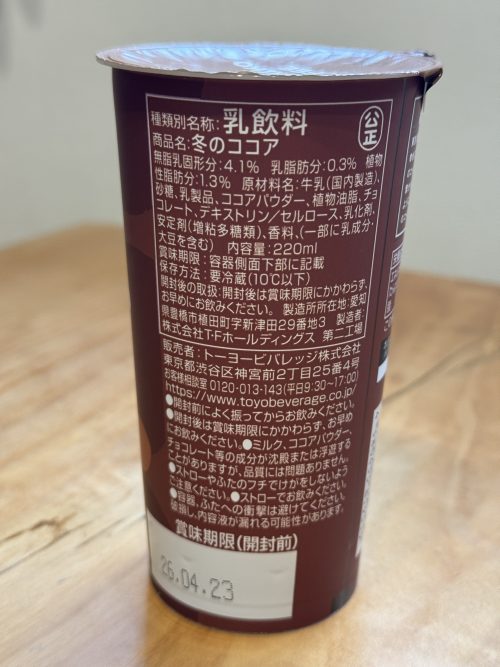 種類別名称:乳飲料
公正
商品名:冬のココア
無脂乳固形分:4.1% 乳脂肪分:0.3% 植物
性脂肪分:1.3% 原材料名:牛乳(国内製造)、
砂糖、乳製品、ココアパウダー、植物油脂、チョ
コレート、デキストリン/セルロース、乳化剤、
安定剤(増粘多糖類)、香料、(一部に乳成分・
大豆を含む) 内容量:220ml
賞味期限:容器側面下部に記載
保存方法:要冷蔵(10℃以下)
開封後の取扱:開封後は賞味期限にかかわらず、
お早めにお飲みください。 製造所所在地:愛知
県豊橋市植田町字新津田29番地3 製造者:
株式会社T・Fホールディングス 第二工場
販売者:トーヨービバレッジ株式会社
東京都渋谷区神宮前2丁目25番4号
お客様相談室 0120-013-143(平日9:30~17:00)
https://www.toyobeverage.co.jp/
●開封前によく振ってからお飲みください。
●開封後は賞味期限にかかわらず、お早め
にお飲みください。●ミルク、ココアパウダー、
チョコレート等の成分が沈殿または浮遊する
ことがありますが、品質には問題ありません。
●ストローやふたのフチでけがをしないよう
ご注意ください。●ストローでお飲みください。
●容器、ふたへの衝撃は避けてください。
破損し、内容液が漏れる可能性があります。
賞味期限(開封前)
26.04.23